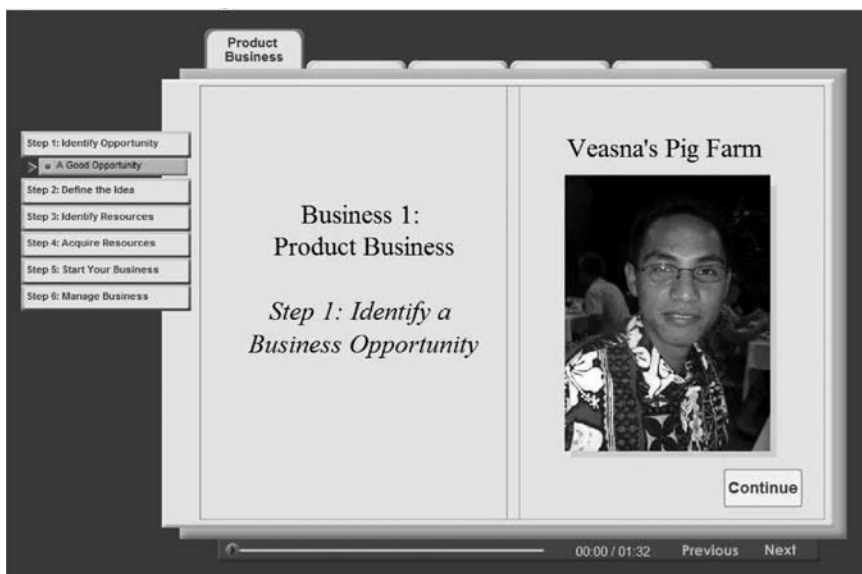 Product
Business
Step 1: Identify Opportunity
A Good Opportunity
Step 2: Define the Idea
Step 3: Identify Resources
Step 4: Acquire Resources
Step 5: Start Your Business
Step 6: Manage Business
Business 1:
Product Business
Step 1: Identify a
Business Opportunity
Veasna's Pig Farm
Continue
00:00 / 01:32 Previous Next